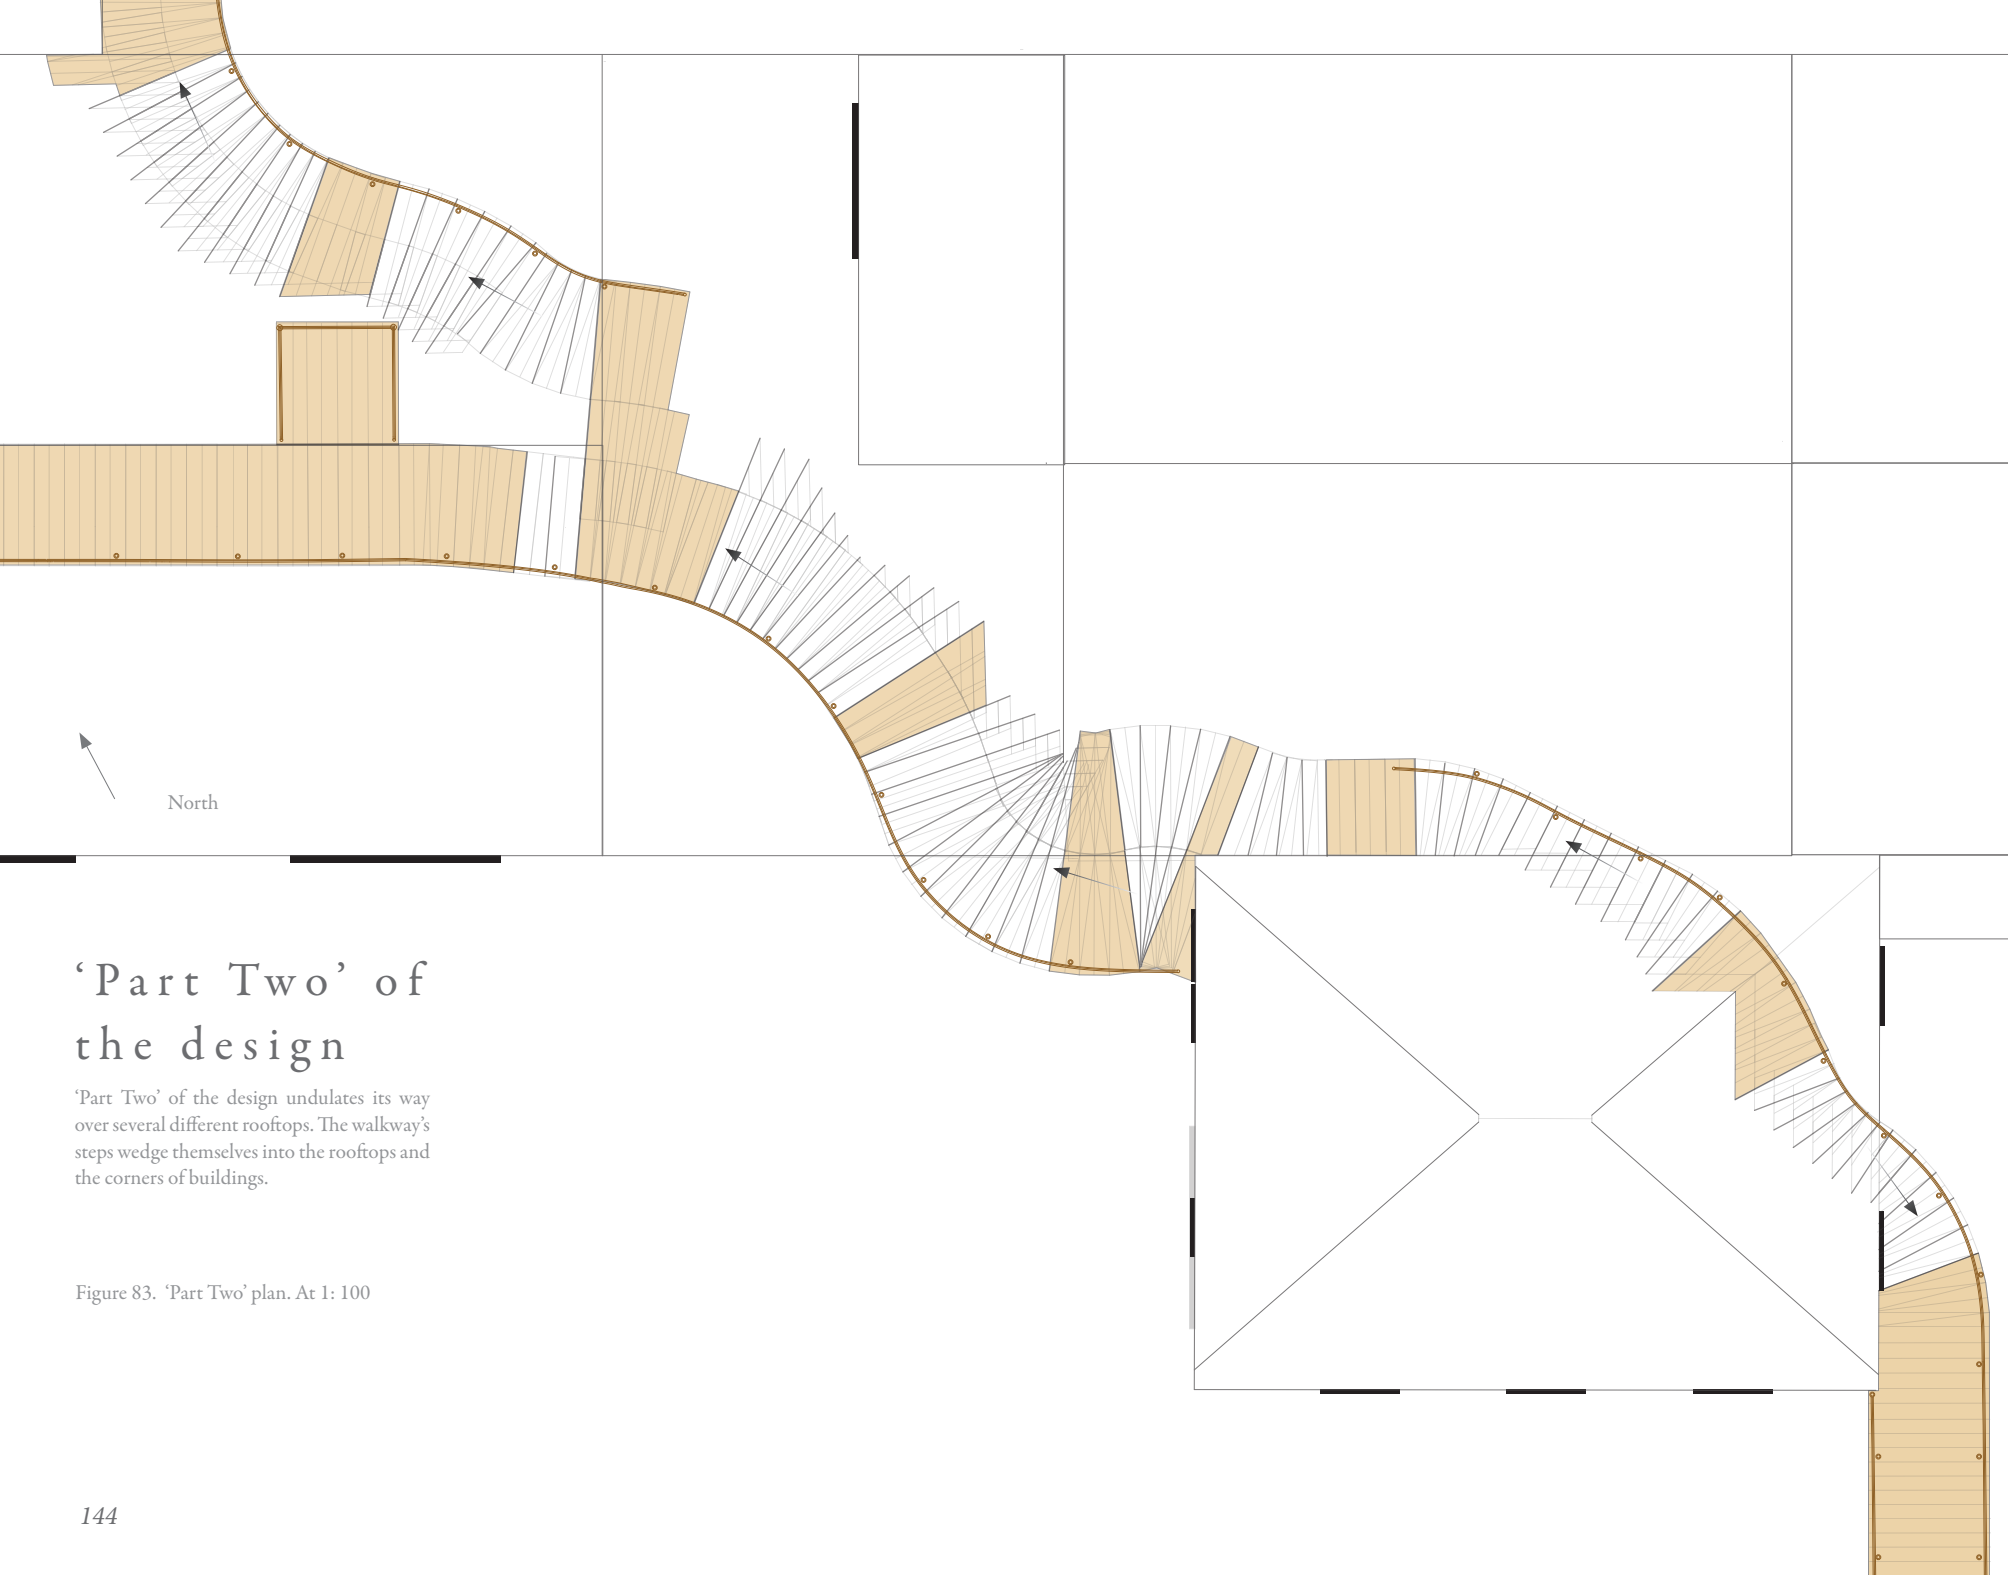 North
‘Part Two’ of
the design
‘Part Two’ of the design undulates its way
over several different rooftops. The walkway’s
steps wedge themselves into the rooftops and
the corners of buildings.
Figure 83. ‘Part Two’ plan. At 1: 100
144